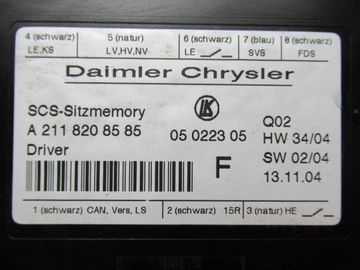 4 (schwarz) 5 (natur) 6 (schwarz) 7 (blau) 8 (schwarz)
LE,KS LV,HV,NV LE SVS FDS
Daimler Chrysler
SCS-Sitzmemory LK Q02
A 211 820 85 85 05 0223 05 HW 34/04
Driver F SW 02/04
13.11.04
1 (schwarz) CAN, Vers, LS 2 (schwarz) 15R 3 (natur) HE